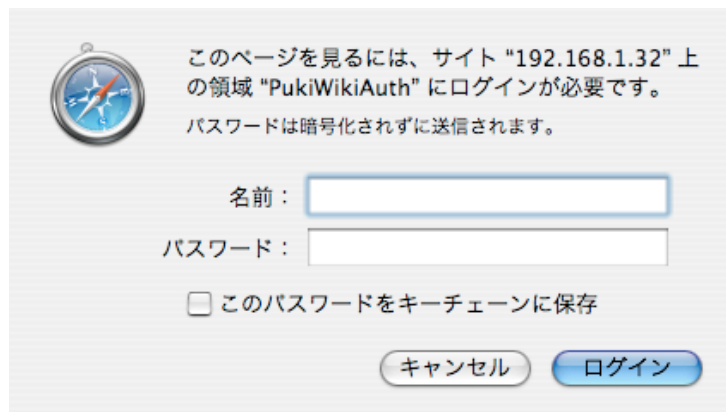 このページを見るには、サイト “192.168.1.32” 上
の領域 “PukiWikiAuth” にログインが必要です。
パスワードは暗号化されずに送信されます。
名前：
パスワード：
このパスワードをキーチェーンに保存
キャンセル ログイン